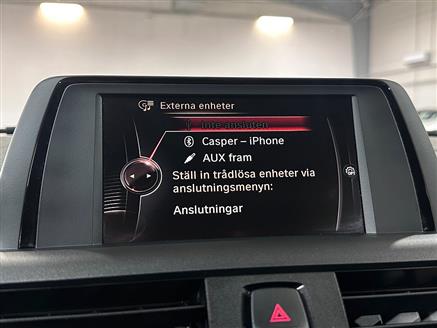 Externa enheter
Inte ansluten
Casper – iPhone
AUX fram
Ställ in trådlösa enheter via
anslutningsmenyn:
Anslutningar